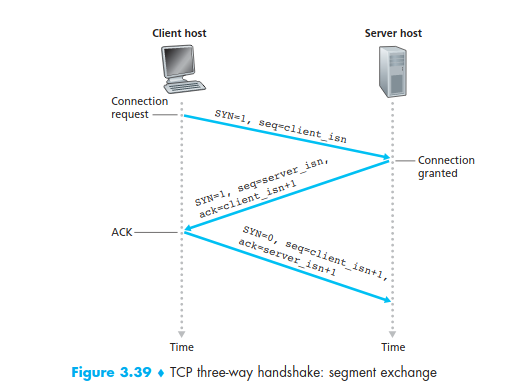 Client host
Server host
Connection
request
SYN=1, seq=client_isn
Connection
granted
SYN=1, seq=server_isn,
ack=client_isn+1
ACK
SYN=0, seq=client_isn+1,
ack=server_isn+1
Time
Time
Figure 3.39 ♦ TCP three-way handshake: segment exchange